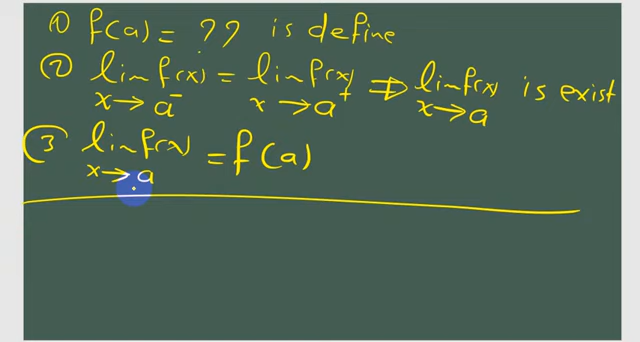 ① f(a) = ?? is define
② lim f(x) = lim f(x) ⇒ lim f(x) is exist
x→a⁻ x→a⁺ x→a
③ lim f(x) = f(a)
x→a